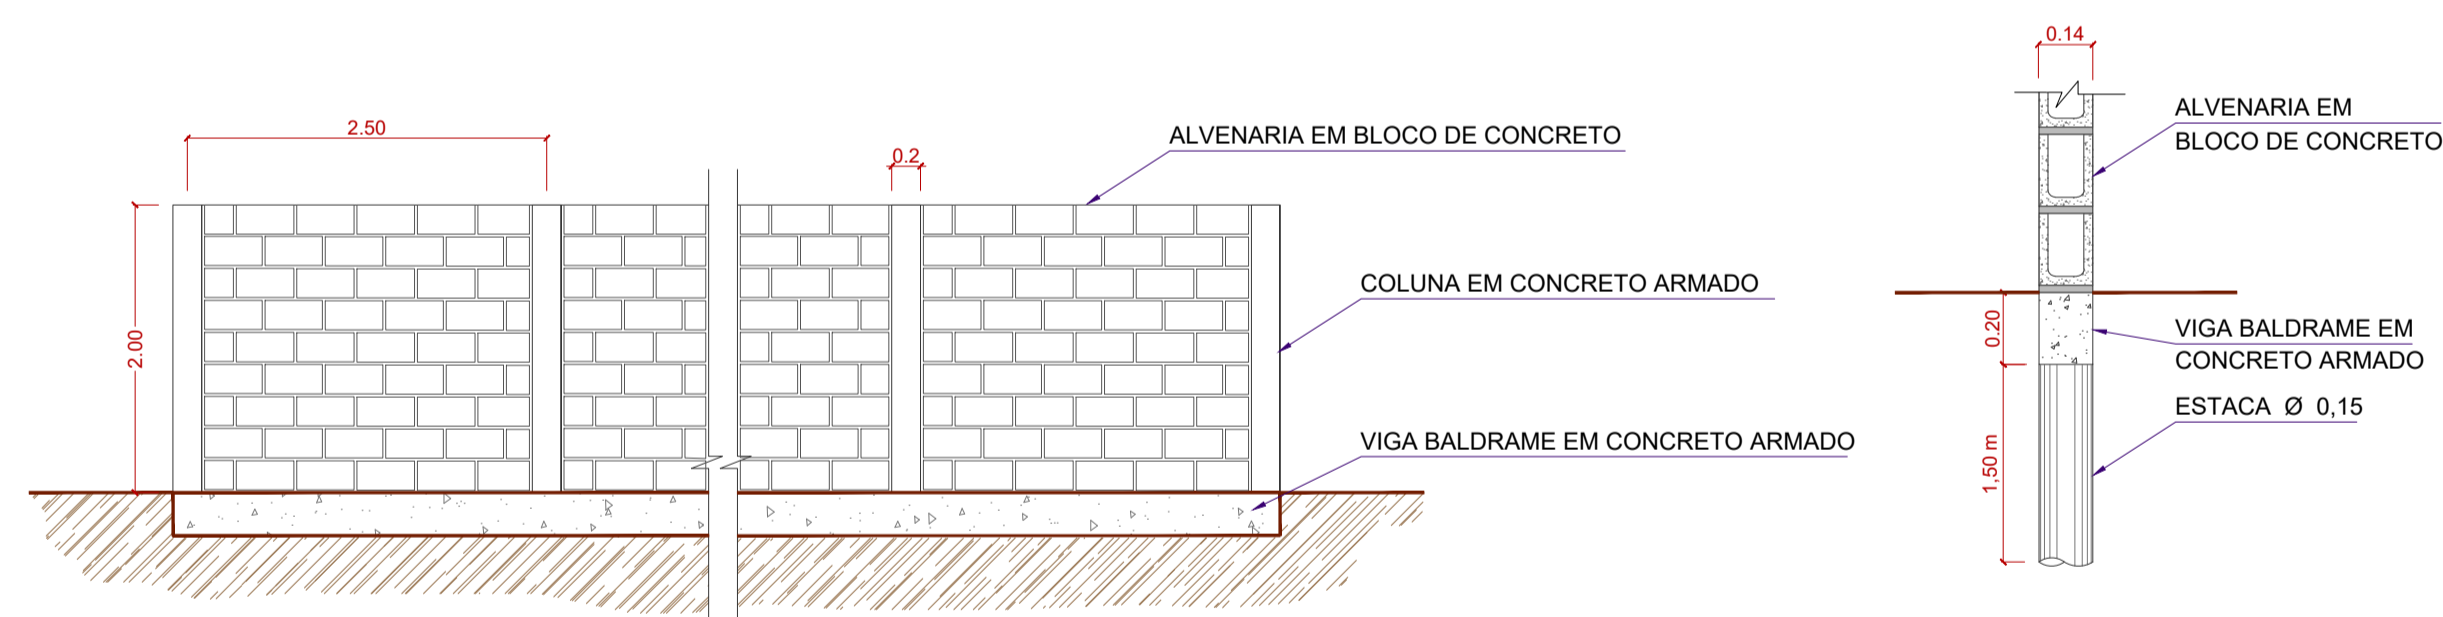 2.50
0.2
2.00
ALVENARIA EM BLOCO DE CONCRETO
COLUNA EM CONCRETO ARMADO
VIGA BALDRAME EM CONCRETO ARMADO
0.14
ALVENARIA EM
BLOCO DE CONCRETO
0.20
VIGA BALDRAME EM
CONCRETO ARMADO
ESTACA Ø 0,15
1,50 m